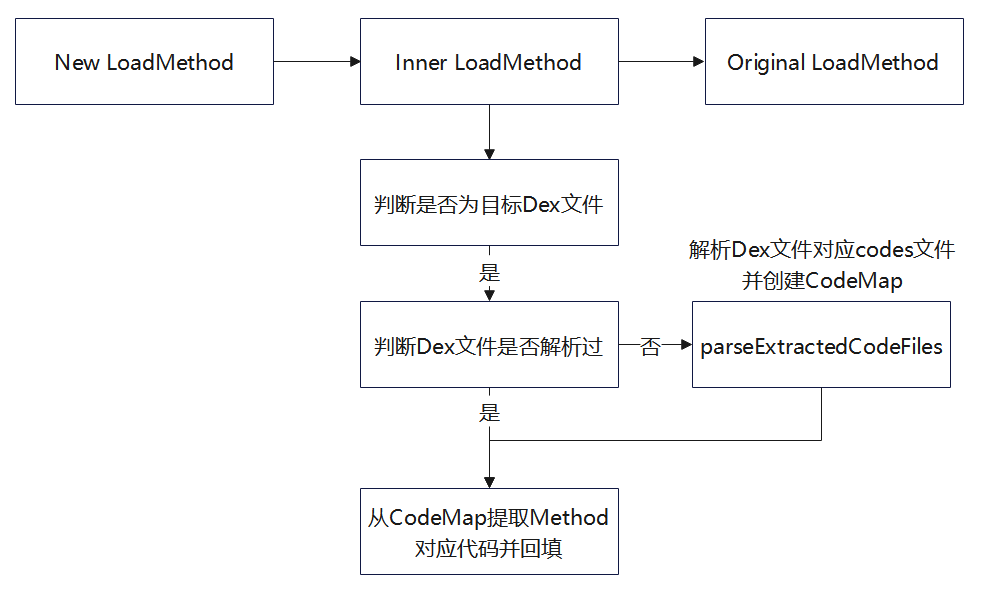 New LoadMethod
Inner LoadMethod
Original LoadMethod
判断是否为目标Dex文件
是
解析Dex文件对应codes文件
并创建CodeMap
判断Dex文件是否解析过
否
parseExtractedCodeFiles
是
从CodeMap提取Method
对应代码并回填